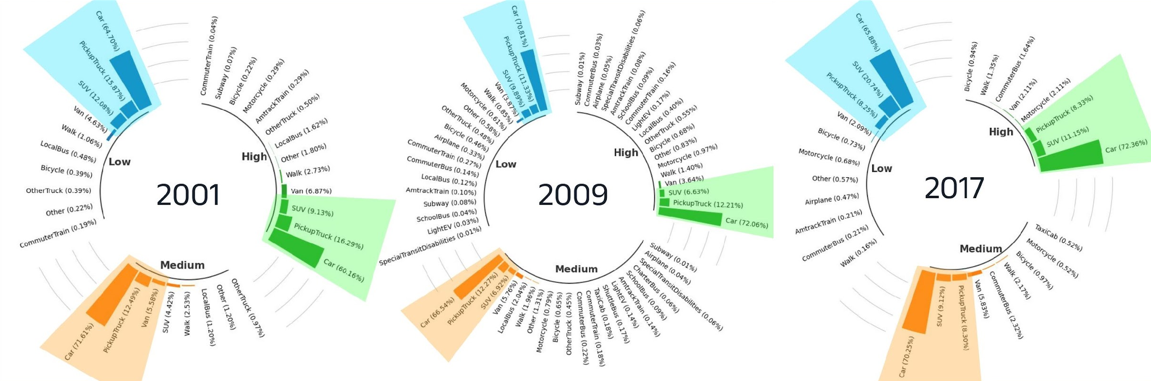 Car (64.70%)
PickupTruck (15.87%)
SUV (12.08%)
Van (4.63%)
Walk (1.06%)
LocalBus (0.48%)
Bicycle (0.39%)
OtherTruck (0.39%)
Other (0.22%)
CommuterTrain (0.19%)
Low
CommuterTrain (0.04%)
Subway (0.07%)
Bicycle (0.22%)
Motorcycle (0.29%)
AmtrackTrain (0.29%)
OtherTruck (0.50%)
LocalBus (1.62%)
Other (1.80%)
Walk (2.73%)
Van (6.87%)
SUV (9.13%)
PickupTruck (16.29%)
Car (60.16%)
High
2001
Medium
Car (71.61%)
PickupTruck (12.49%)
Van (5.58%)
SUV (4.42%)
Walk (2.53%)
LocalBus (1.20%)
Other (1.20%)
OtherTruck (0.97%)
Car (70.81%)
PickupTruck (11.33%)
SUV (9.89%)
Van (3.87%)
Walk (0.85%)
Motorcycle (0.61%)
Other (0.58%)
OtherTruck (0.48%)
Bicycle (0.46%)
Airplane (0.33%)
CommuterTrain (0.27%)
CommuterBus (0.14%)
LocalBus (0.12%)
AmtrackTrain (0.10%)
Subway (0.08%)
SchoolBus (0.04%)
LightEV (0.03%)
SpecialTransitDisabilities (0.01%)
Low
Subway (0.01%)
CommuterBus (0.03%)
Airplane (0.05%)
SpecialTransitDisabilities (0.06%)
AmtrackTrain (0.08%)
SchoolBus (0.09%)
CommuterTrain (0.16%)
LightEV (0.17%)
LocalBus (0.40%)
OtherTruck (0.55%)
Bicycle (0.68%)
Other (0.83%)
Motorcycle (0.97%)
Walk (1.40%)
Van (3.64%)
SUV (6.63%)
PickupTruck (12.21%)
Car (72.06%)
High
2009
Medium
Car (66.54%)
PickupTruck (12.27%)
SUV (6.92%)
Van (5.76%)
LocalBus (2.04%)
Walk (1.96%)
Other (1.31%)
Motorcycle (0.79%)
Bicycle (0.65%)
OtherTruck (0.45%)
CommuterBus (0.22%)
CommuterTrain (0.18%)
TaxiCab (0.18%)
ShuttleBus (0.17%)
LightEV (0.14%)
AmtrackTrain (0.14%)
SchoolBus (0.09%)
CharterBus (0.06%)
SpecialTransitDisabilities (0.06%)
Airplane (0.04%)
Subway (0.01%)
Car (65.88%)
SUV (20.74%)
PickupTruck (8.25%)
Van (2.09%)
Bicycle (0.73%)
Motorcycle (0.68%)
Other (0.57%)
Airplane (0.47%)
AmtrackTrain (0.21%)
CommuterBus (0.21%)
Walk (0.16%)
Low
Bicycle (0.94%)
Walk (1.35%)
CommuterBus (1.64%)
Van (2.11%)
Motorcycle (2.11%)
PickupTruck (8.33%)
SUV (11.15%)
Car (72.36%)
High
2017
Medium
Car (70.25%)
SUV (9.12%)
PickupTruck (8.30%)
Van (5.83%)
CommuterBus (2.32%)
Walk (2.17%)
Bicycle (0.97%)
Motorcycle (0.52%)
TaxiCab (0.52%)